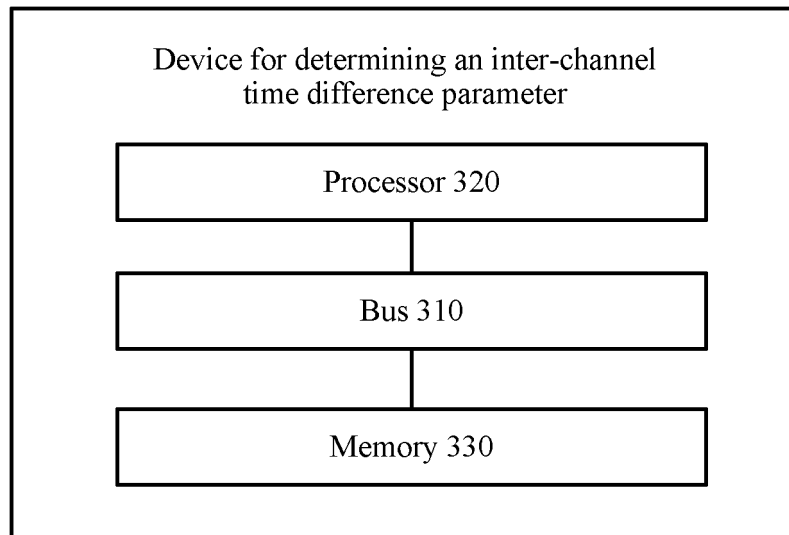 Device for determining an inter-channel
time difference parameter
Processor 320
Bus 310
Memory 330